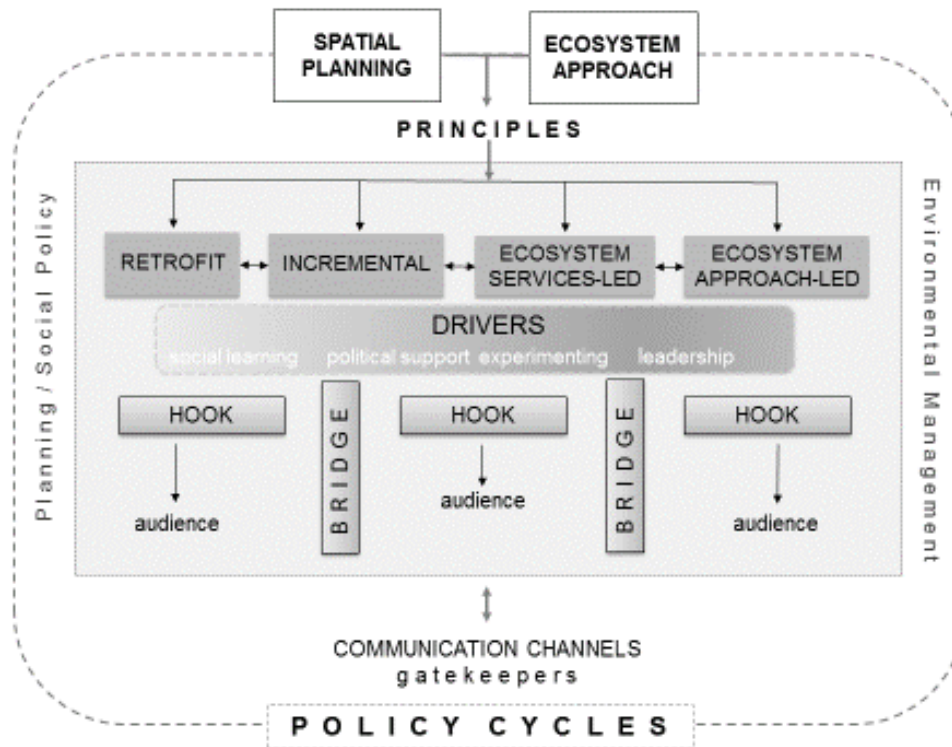 SPATIAL
PLANNING
ECOSYSTEM
APPROACH
PRINCIPLES
Planning / Social Policy
Environmental Management
RETROFIT
INCREMENTAL
ECOSYSTEM
SERVICES-LED
ECOSYSTEM
APPROACH-LED
DRIVERS
social learning political support experimenting leadership
HOOK
BRIDGE
HOOK
BRIDGE
HOOK
audience
audience
audience
COMMUNICATION CHANNELS
gatekeepers
POLICY CYCLES